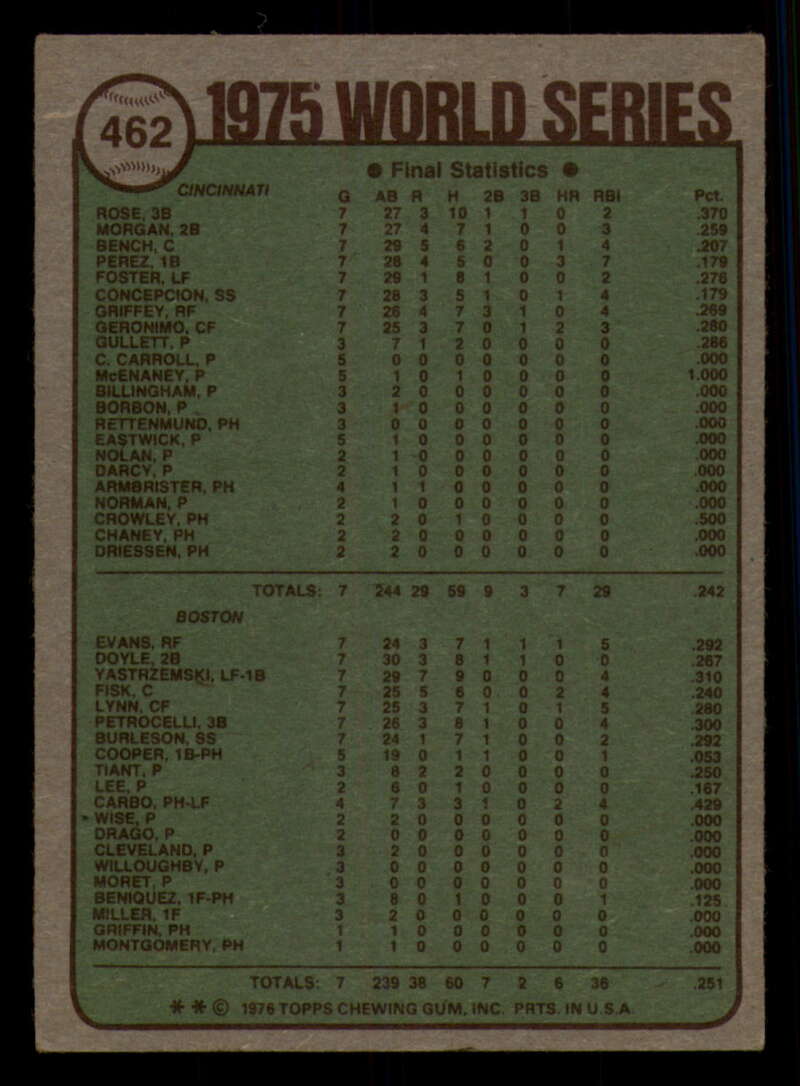 462
1975 WORLD SERIES
● Final Statistics ●
CINCINNATI G AB R H 2B 3B HR RBI Pct.
ROSE, 3B 7 27 3 10 1 1 0 2 .370
MORGAN, 2B 7 27 4 7 1 0 0 3 .259
BENCH, C 7 29 5 6 2 0 1 4 .207
PEREZ, 1B 7 28 4 5 0 0 3 7 .179
FOSTER, LF 7 29 1 8 1 0 0 2 .276
CONCEPCION, SS 7 28 3 5 1 0 1 4 .179
GRIFFEY, RF 7 26 4 7 3 1 0 4 .269
GERONIMO, CF 7 25 3 7 0 1 2 3 .280
GULLETT, P 3 7 1 2 0 0 0 0 .286
C. CARROLL, P 5 0 0 0 0 0 0 0 .000
McENANEY, P 5 1 0 1 0 0 0 0 1.000
BILLINGHAM, P 3 2 0 0 0 0 0 0 .000
BORBON, P 3 1 0 0 0 0 0 0 .000
RETTENMUND, PH 3 0 0 0 0 0 0 0 .000
EASTWICK, P 5 1 0 0 0 0 0 0 .000
NOLAN, P 2 1 0 0 0 0 0 0 .000
DARCY, P 2 1 0 0 0 0 0 0 .000
ARMBRISTER, PH 4 1 1 0 0 0 0 0 .000
NORMAN, P 2 1 0 0 0 0 0 0 .000
CROWLEY, PH 2 2 0 1 0 0 0 0 .500
CHANEY, PH 2 2 0 0 0 0 0 0 .000
DRIESSEN, PH 2 2 0 0 0 0 0 0 .000
TOTALS: 7 244 29 59 9 3 7 29 .242
BOSTON
EVANS, RF 7 24 3 7 1 1 1 5 .292
DOYLE, 2B 7 30 3 8 1 1 0 0 .267
YASTRZEMSKI, LF-1B 7 29 7 9 0 0 0 4 .310
FISK, C 7 25 5 6 0 0 2 4 .240
LYNN, CF 7 25 3 7 1 0 1 5 .280
PETROCELLI, 3B 7 26 3 8 1 0 0 4 .300
BURLESON, SS 7 24 1 7 1 0 0 2 .292
COOPER, 1B-PH 5 19 0 1 1 0 0 1 .053
TIANT, P 3 8 2 2 0 0 0 0 .250
LEE, P 2 6 0 1 0 0 0 0 .167
CARBO, PH-LF 4 7 3 3 1 0 2 4 .429
WISE, P 2 2 0 0 0 0 0 0 .000
DRAGO, P 2 0 0 0 0 0 0 0 .000
CLEVELAND, P 3 2 0 0 0 0 0 0 .000
WILLOUGHBY, P 3 0 0 0 0 0 0 0 .000
MORET, P 3 0 0 0 0 0 0 0 .000
BENIQUEZ, 1F-PH 3 8 0 1 0 0 0 1 .125
MILLER, 1F 3 2 0 0 0 0 0 0 .000
GRIFFIN, PH 1 1 0 0 0 0 0 0 .000
MONTGOMERY, PH 1 1 0 0 0 0 0 0 .000
TOTALS: 7 239 38 60 7 2 6 36 .251
* * © 1976 TOPPS CHEWING GUM, INC. PRTS. IN U.S.A.